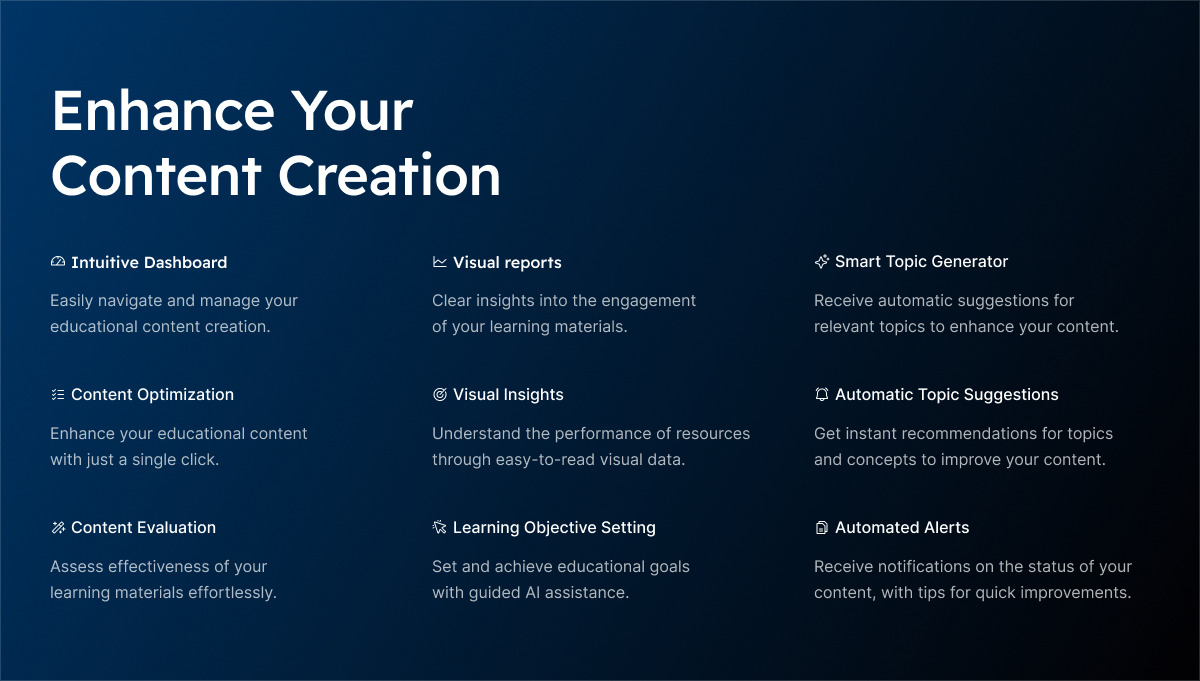 Enhance Your
Content Creation
Intuitive Dashboard
Easily navigate and manage your
educational content creation.
Visual reports
Clear insights into the engagement
of your learning materials.
Smart Topic Generator
Receive automatic suggestions for
relevant topics to enhance your content.
Content Optimization
Enhance your educational content
with just a single click.
Visual Insights
Understand the performance of resources
through easy-to-read visual data.
Automatic Topic Suggestions
Get instant recommendations for topics
and concepts to improve your content.
Content Evaluation
Assess effectiveness of your
learning materials effortlessly.
Learning Objective Setting
Set and achieve educational goals
with guided AI assistance.
Automated Alerts
Receive notifications on the status of your
content, with tips for quick improvements.